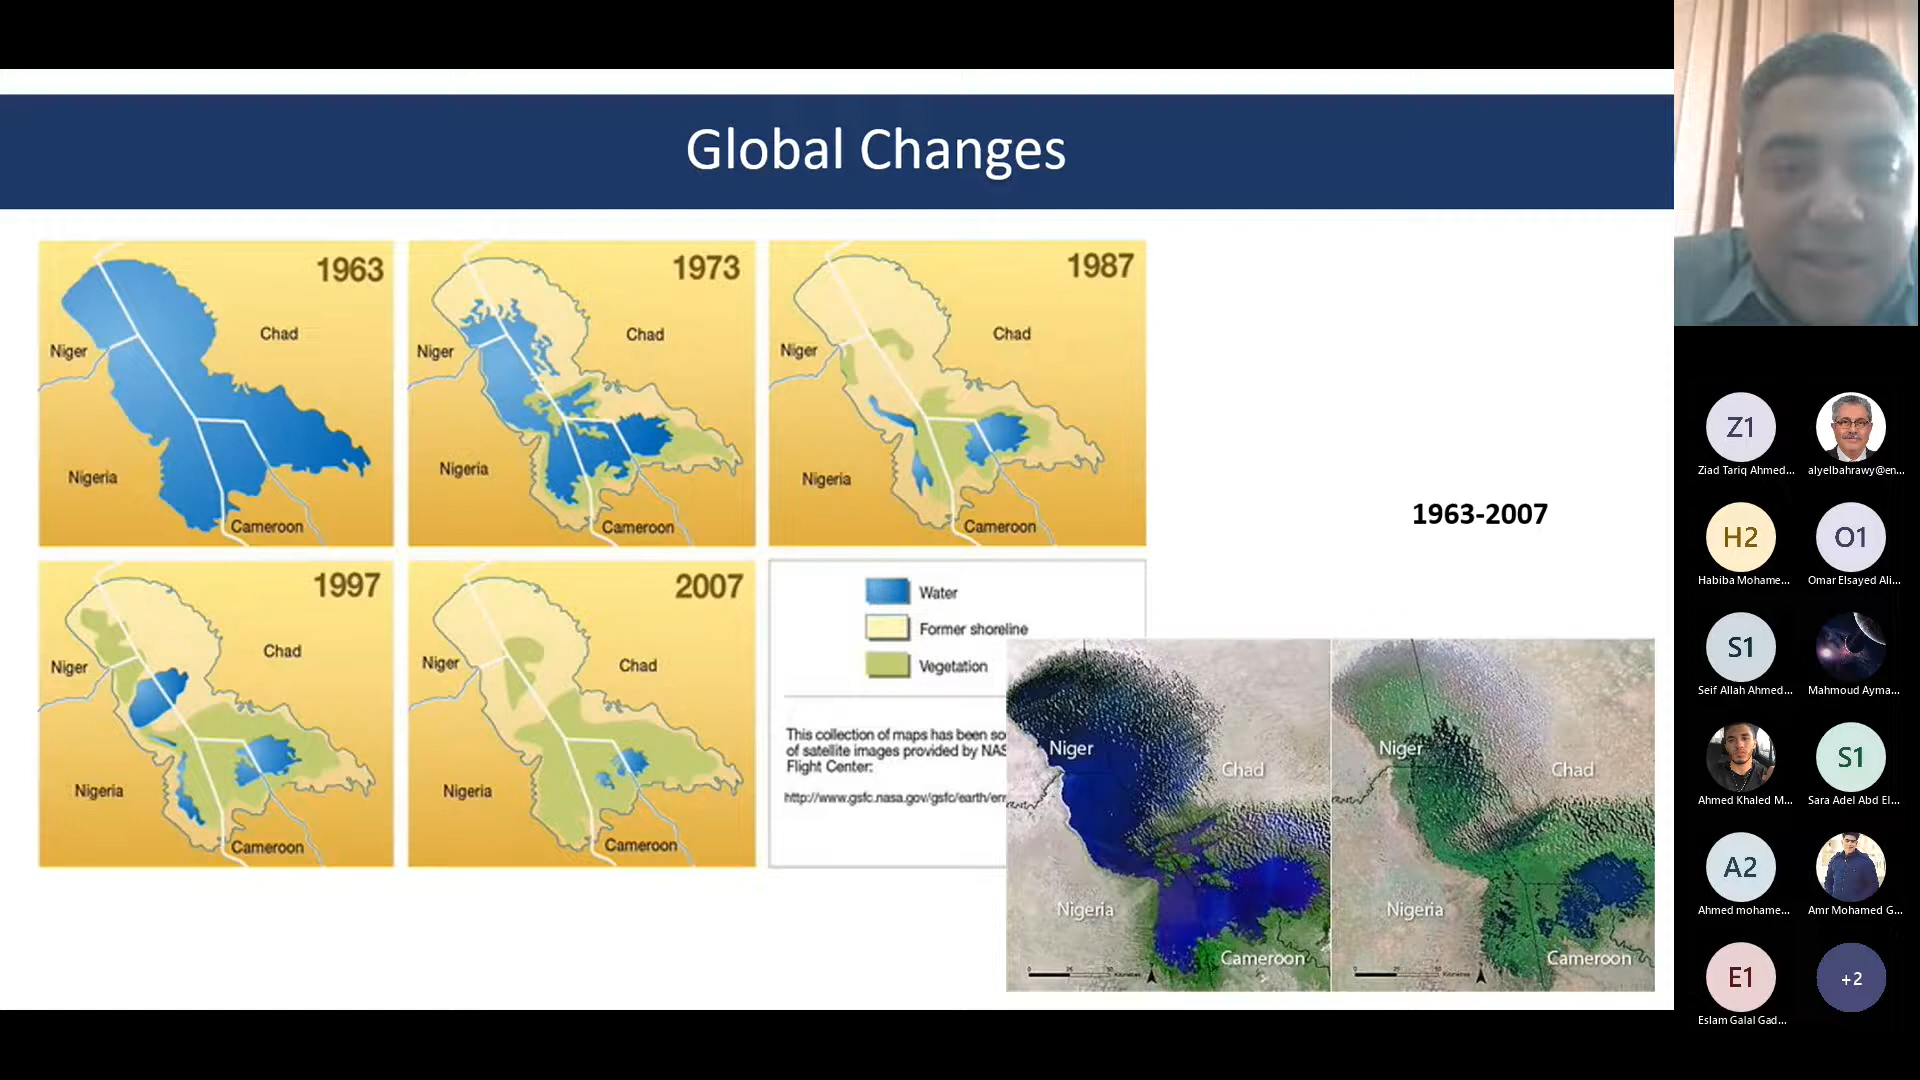 Global Changes
1963
Chad
Niger
Nigeria
Cameroon
1973
Chad
Niger
Nigeria
Cameroon
1987
Chad
Niger
Nigeria
Cameroon
1963-2007
1997
Chad
Niger
Nigeria
Cameroon
2007
Chad
Niger
Nigeria
Cameroon
Water
Former shoreline
Vegetation
This collection of maps has been so
of satellite images provided by NAS
Flight Center:
http://www.gsfc.nasa.gov/gsfc/earth/en
Niger
Chad
Nigeria
Cameroon
Niger
Chad
Nigeria
Cameroon
Z1
Ziad Tariq Ahmed...
alyelbahrawy@en...
H2
Habiba Mohame...
O1
Omar Elsayed Ali...
S1
Seif Allah Ahmed...
Mahmoud Ayma...
Ahmed Khaled M...
S1
Sara Adel Abd El...
A2
Ahmed mohame...
Amr Mohamed G...
E1
Eslam Galal Gad...
+2